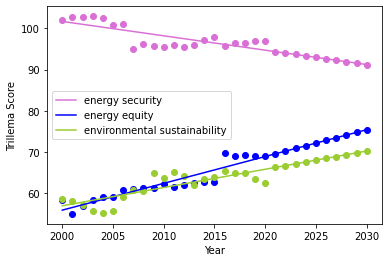 100
90
80
70
60
Trillema Score
energy security
energy equity
environmental sustainability
2000 2005 2010 2015 2020 2025 2030
Year